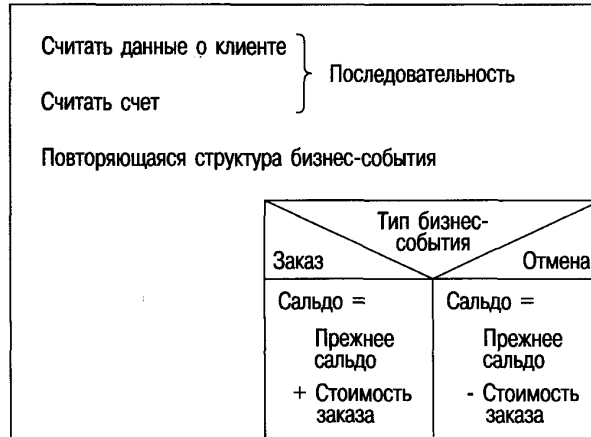 Считать данные о клиенте
Последовательность
Считать счет
Повторяющаяся структура бизнес-события
Тип бизнес-
события
Заказ
Отмена
Сальдо =
Прежнее
сальдо
+ Стоимость
заказа
Сальдо =
Прежнее
сальдо
- Стоимость
заказа